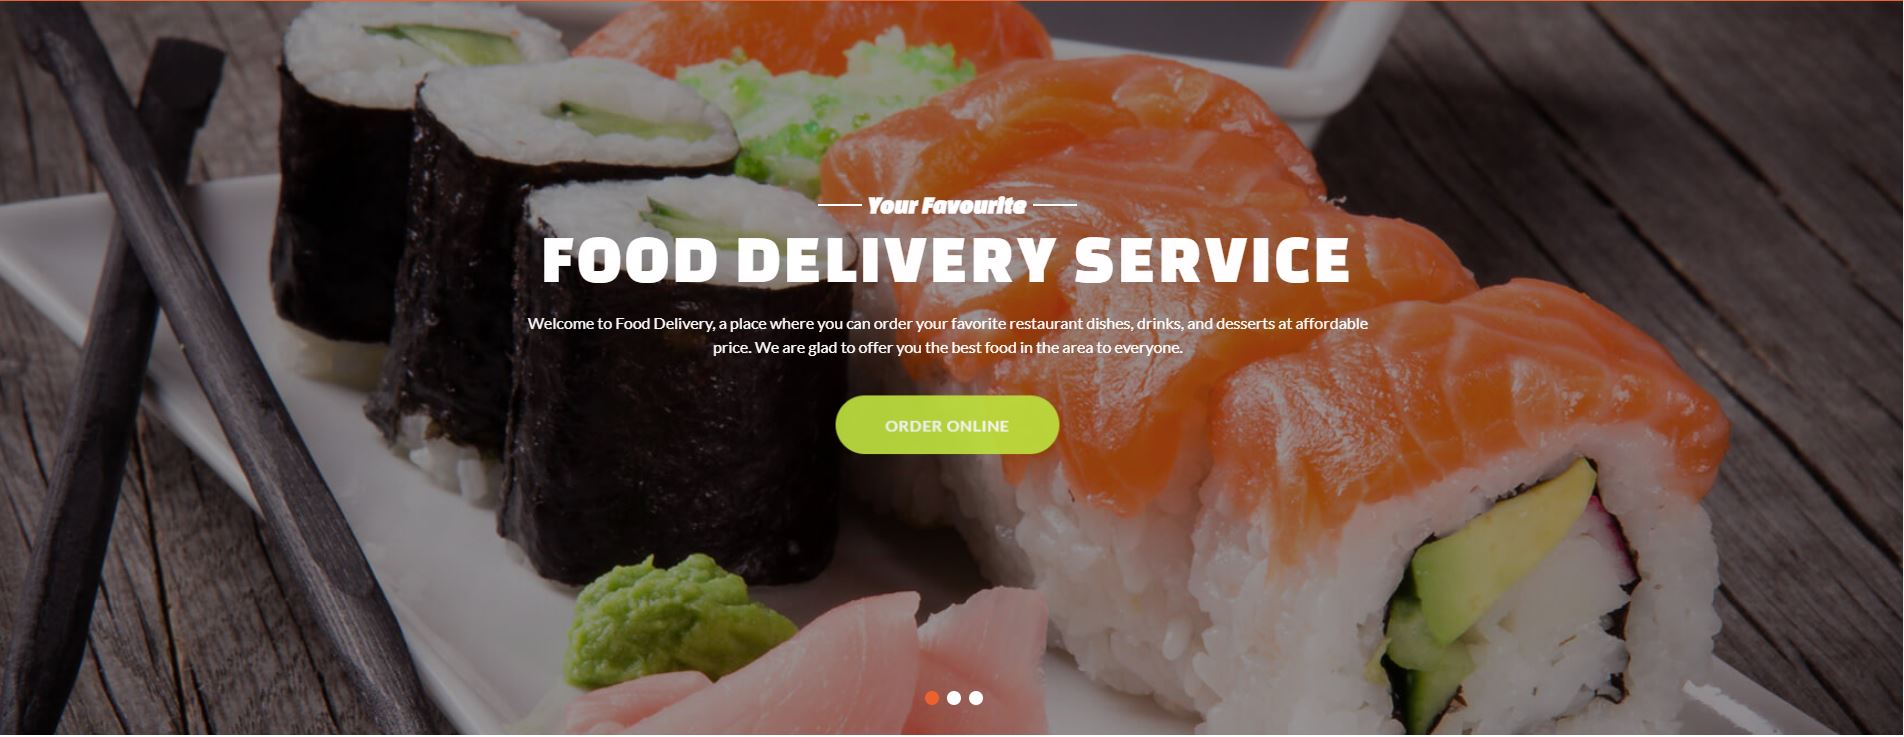 Your Favourite
FOOD DELIVERY SERVICE
Welcome to Food Delivery, a place where you can order your favorite restaurant dishes, drinks, and desserts at affordable
price. We are glad to offer you the best food in the area to everyone.
ORDER ONLINE